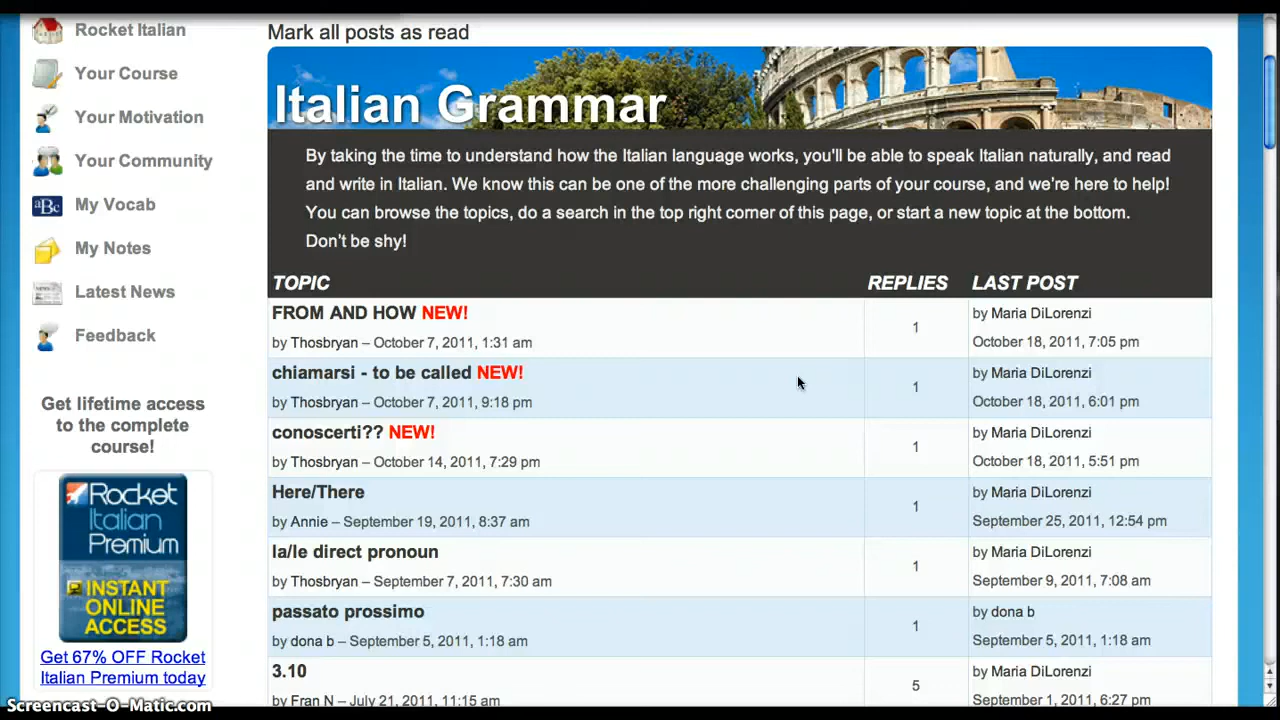 Rocket Italian
Your Course
Your Motivation
Your Community
My Vocab
My Notes
Latest News
Feedback
Get lifetime access
to the complete
course!
Rocket
Italian
Premium
INSTANT
ONLINE
ACCESS
Get 67% OFF Rocket
Italian Premium today
Mark all posts as read
Italian Grammar
By taking the time to understand how the Italian language works, you'll be able to speak Italian naturally, and read
and write in Italian. We know this can be one of the more challenging parts of your course, and we're here to help!
You can browse the topics, do a search in the top right corner of this page, or start a new topic at the bottom.
Don't be shy!
TOPIC REPLIES LAST POST
FROM AND HOW NEW! 1 by Maria DiLorenzi
by Thosbryan – October 7, 2011, 1:31 am October 18, 2011, 7:05 pm
chiamarsi - to be called NEW! 1 by Maria DiLorenzi
by Thosbryan – October 7, 2011, 9:18 pm October 18, 2011, 6:01 pm
conoscerti?? NEW! 1 by Maria DiLorenzi
by Thosbryan – October 14, 2011, 7:29 pm October 18, 2011, 5:51 pm
Here/There 1 by Maria DiLorenzi
by Annie – September 19, 2011, 8:37 am September 25, 2011, 12:54 pm
la/le direct pronoun 1 by Maria DiLorenzi
by Thosbryan – September 7, 2011, 7:30 am September 9, 2011, 7:08 am
passato prossimo 1 by dona b
by dona b – September 5, 2011, 1:18 am September 5, 2011, 1:18 am
3.10 5 by Maria DiLorenzi
by Fran N – July 21, 2011, 11:15 am September 1, 2011, 6:27 pm
Screencast-O-Matic.com